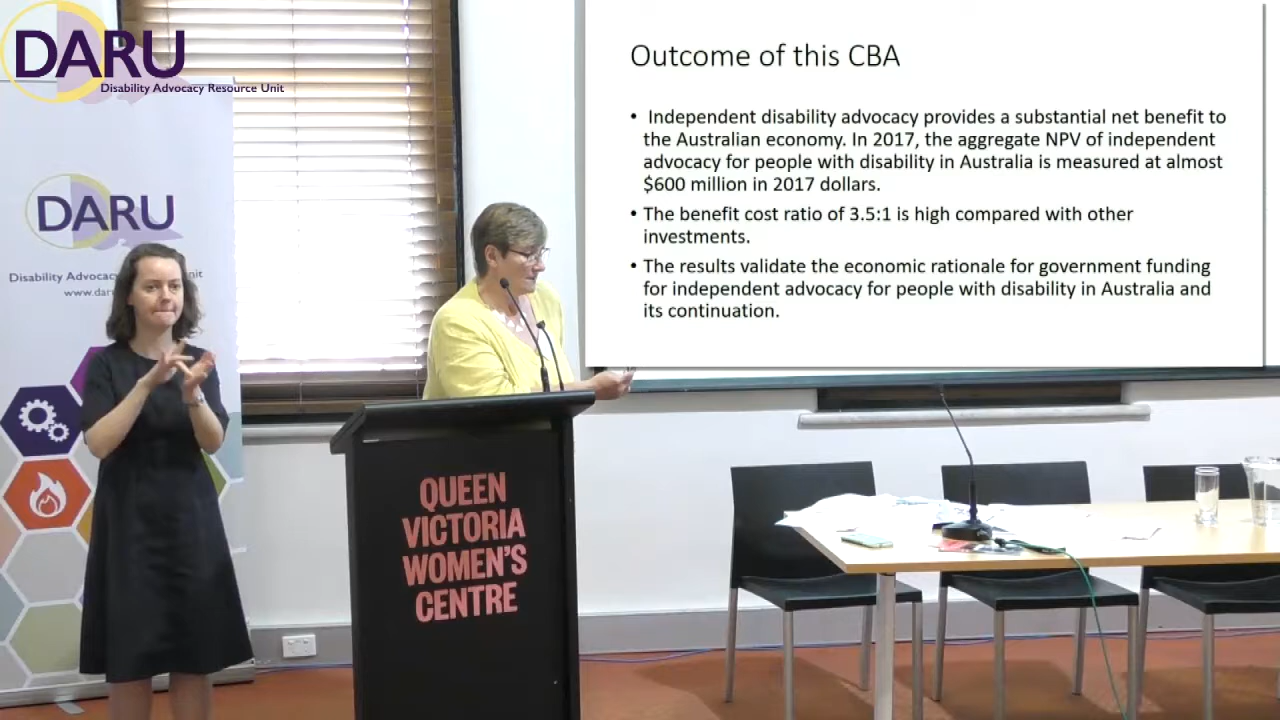 DARU
Disability Advocacy Resource Unit
DARU
Disability Advoca
Unit
www.daru
Outcome of this CBA
• Independent disability advocacy provides a substantial net benefit to
the Australian economy. In 2017, the aggregate NPV of independent
advocacy for people with disability in Australia is measured at almost
$600 million in 2017 dollars.
• The benefit cost ratio of 3.5:1 is high compared with other
investments.
• The results validate the economic rationale for government funding
for independent advocacy for people with disability in Australia and
its continuation.
QUEEN
VICTORIA
WOMEN'S
CENTRE